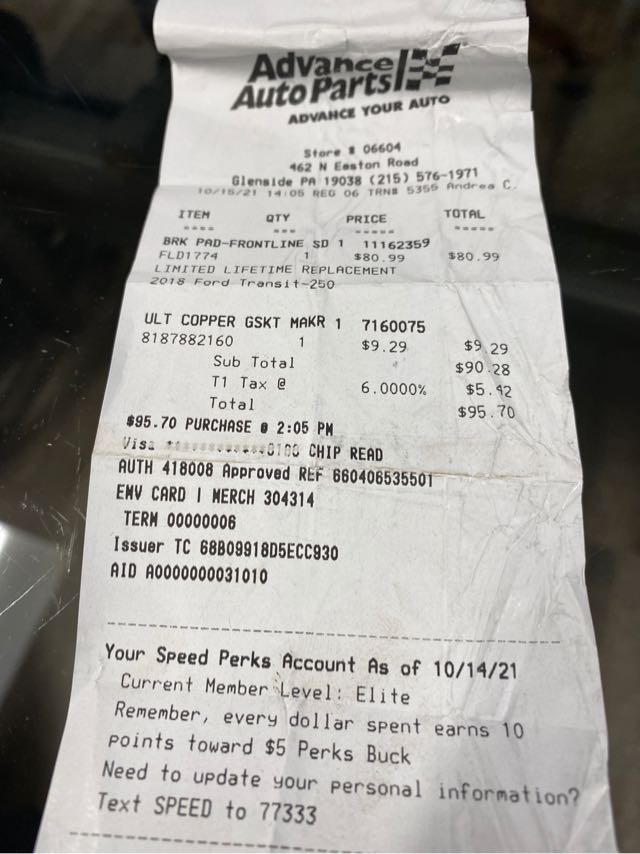 Advance
Auto Parts
ADVANCE YOUR AUTO
Store # 06604
462 N Easton Road
Glenside PA 19038 (215) 576-1971
10/15/21 14:05 REG 06 TRN# 5355 Andrea C.
ITEM QTY PRICE TOTAL
---- --- ----- -----
BRK PAD-FRONTLINE SD 1 11162359
FLD1774 1 $80.99 $80.99
LIMITED LIFETIME REPLACEMENT
2018 Ford Transit-250
ULT COPPER GSKT MAKR 1 7160075
8187882160 1 $9.29 $9.29
Sub Total $90.28
T1 Tax @ 6.0000% $5.42
Total $95.70
$95.70 PURCHASE @ 2:05 PM
Visa ************ CHIP READ
AUTH 418008 Approved REF 660406535501
EMV CARD | MERCH 304314
TERM 00000006
Issuer TC 68B09918D5ECC930
AID A0000000031010
Your Speed Perks Account As of 10/14/21
Current Member Level: Elite
Remember, every dollar spent earns 10
points toward $5 Perks Buck
Need to update your personal information?
Text SPEED to 77333